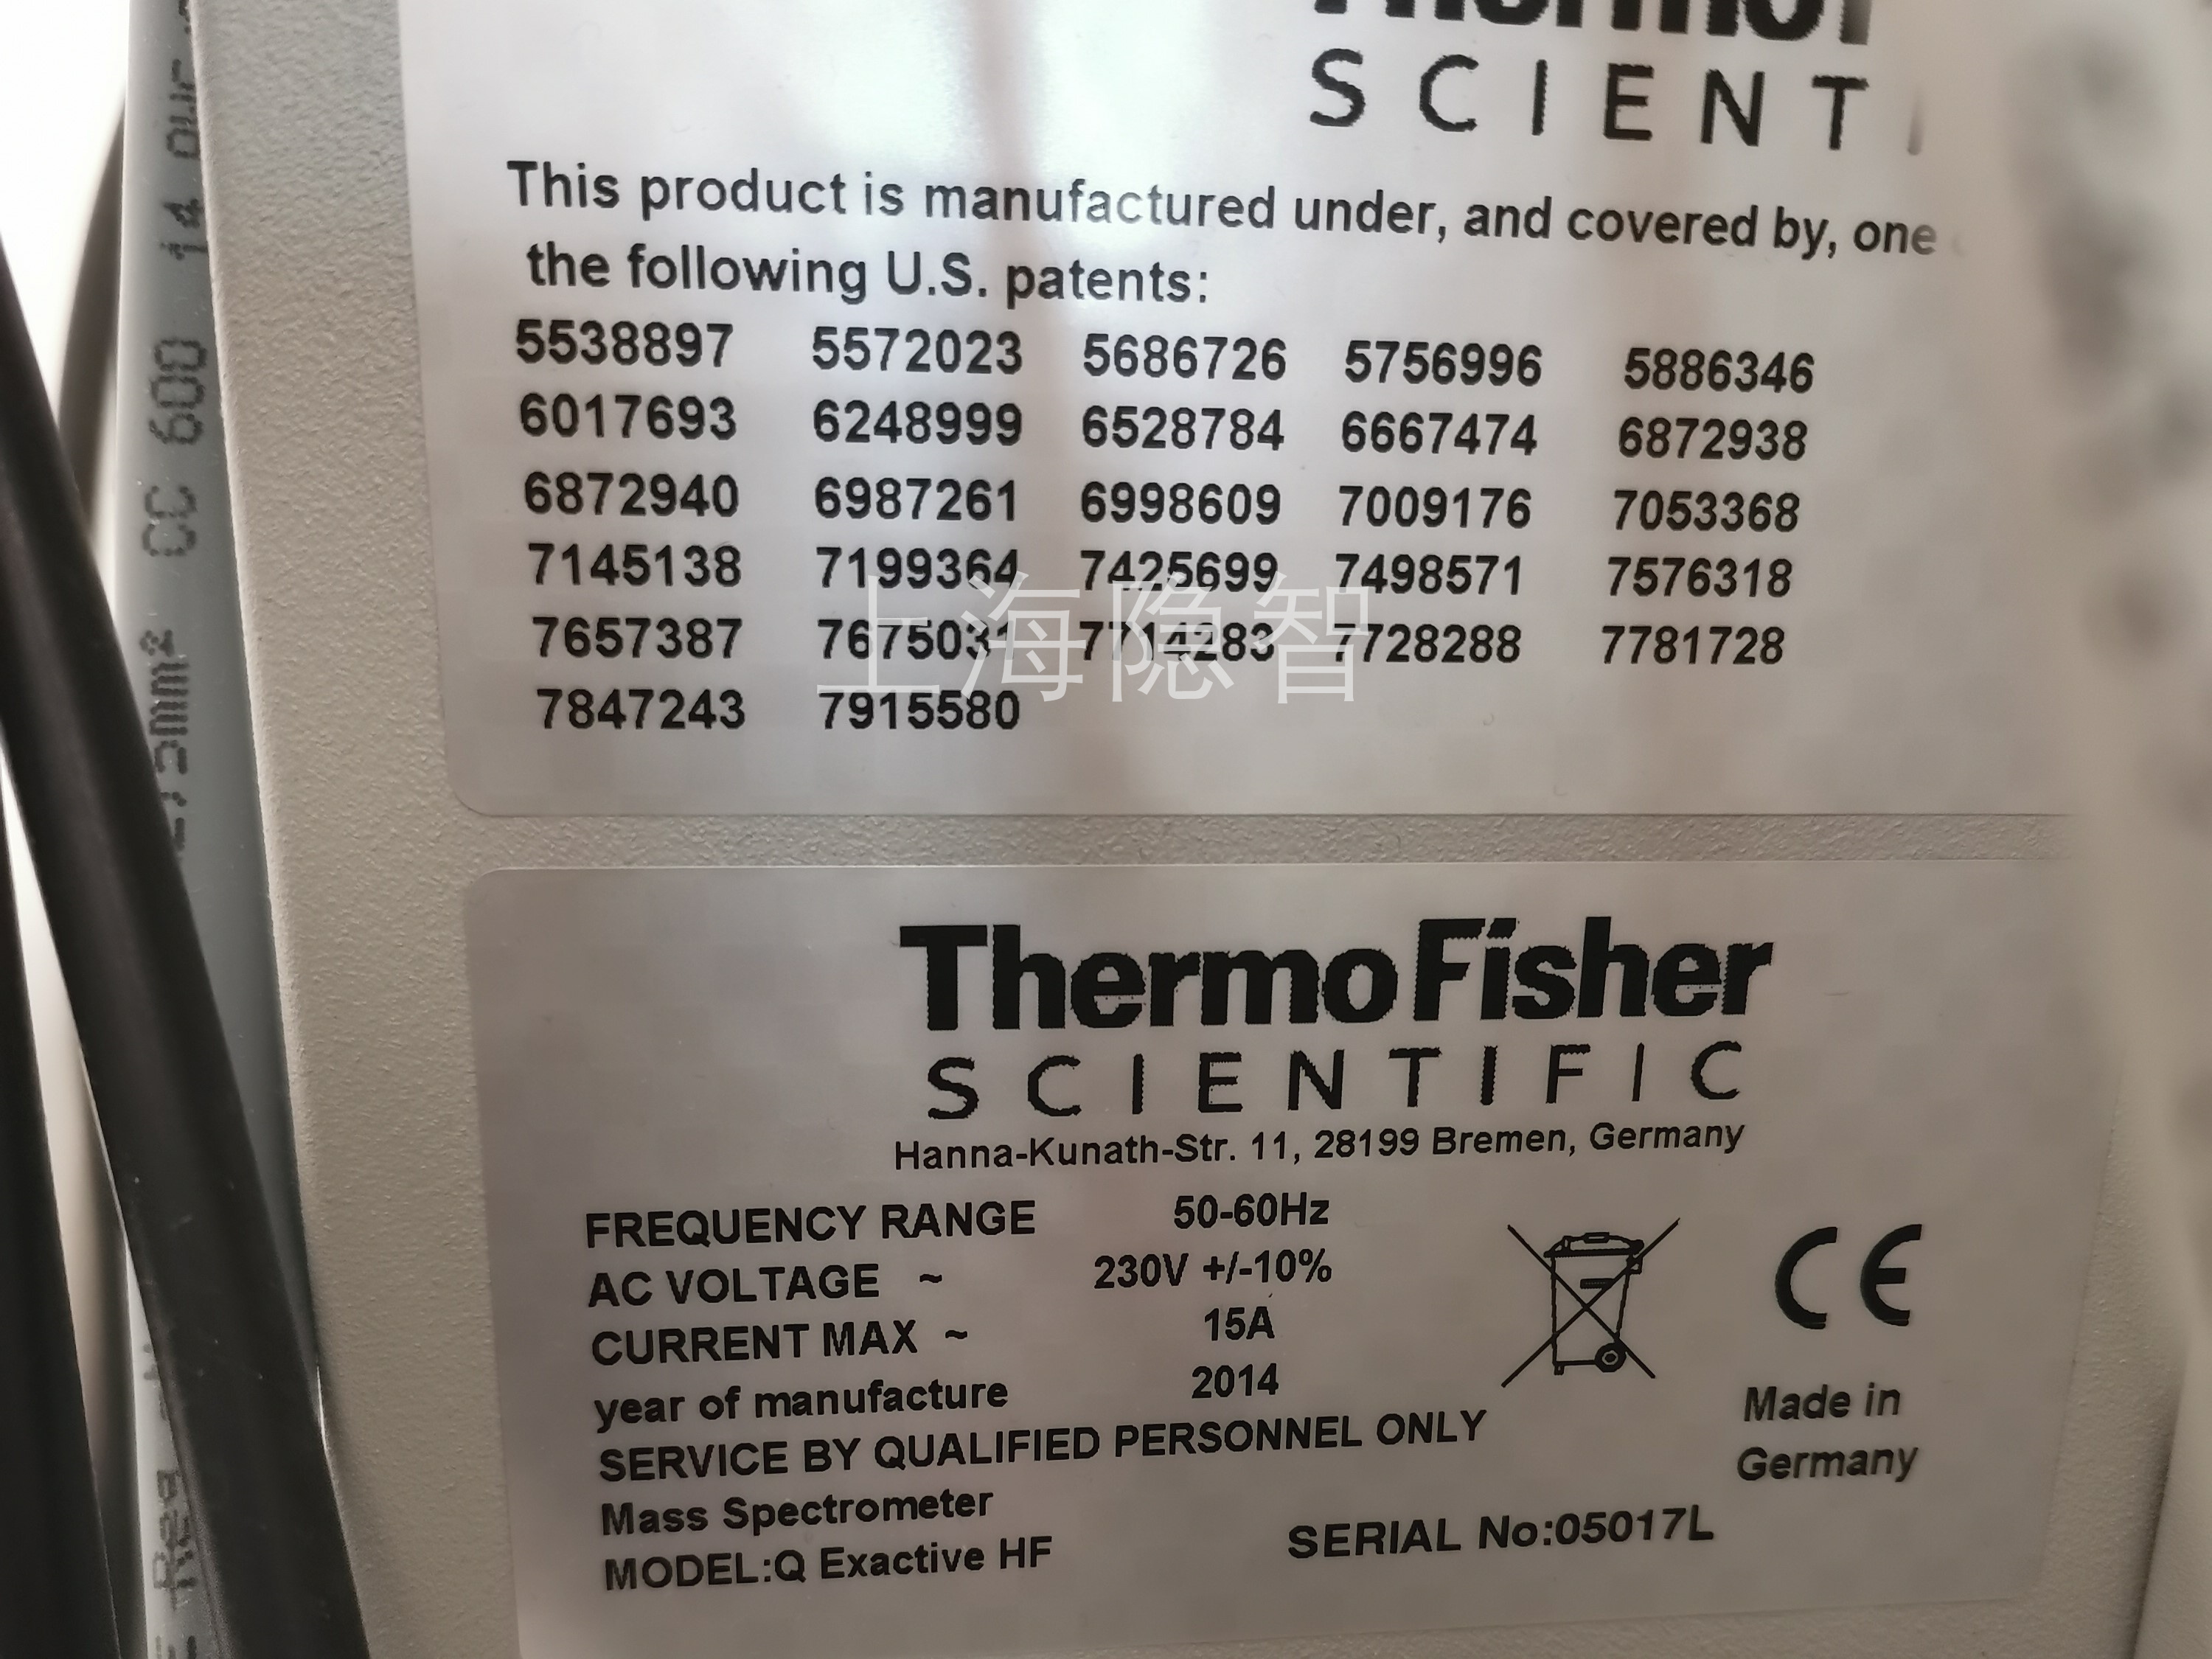 SCIENT
This product is manufactured under, and covered by, one
the following U.S. patents:
5538897 5572023 5686726 5756996 5886346
6017693 6248999 6528784 6667474 6872938
6872940 6987261 6998609 7009176 7053368
7145138 7199364 7425699 7498571 7576318
7657387 7675031 7714283 7728288 7781728
7847243 7915580
上海隐智
ThermoFisher
SCIENTIFIC
Hanna-Kunath-Str. 11, 28199 Bremen, Germany
FREQUENCY RANGE 50-60Hz
AC VOLTAGE ~ 230V +/-10%
CURRENT MAX ~ 15A
year of manufacture 2014
SERVICE BY QUALIFIED PERSONNEL ONLY
Mass Spectrometer
MODEL:Q Exactive HF
SERIAL No:05017L
CE
Made in
Germany
CC 600 14